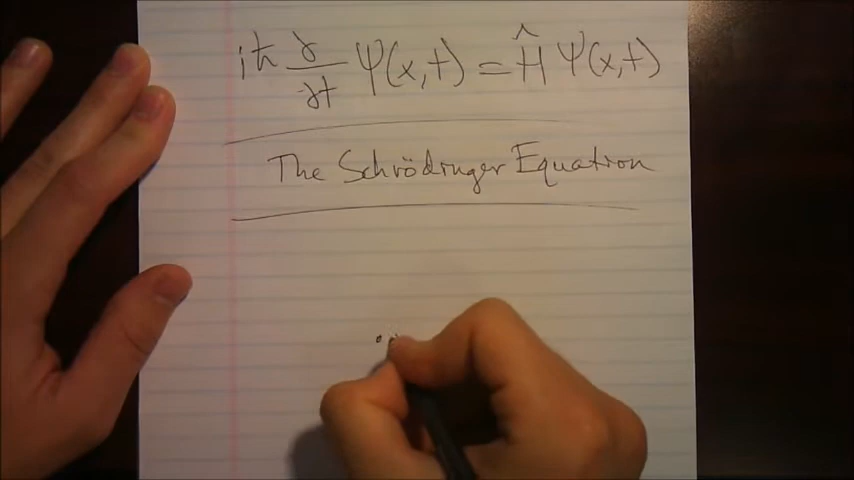 iħ ∂/∂t Ψ(x,t) = Ĥ Ψ(x,t)
The Schrödinger Equation